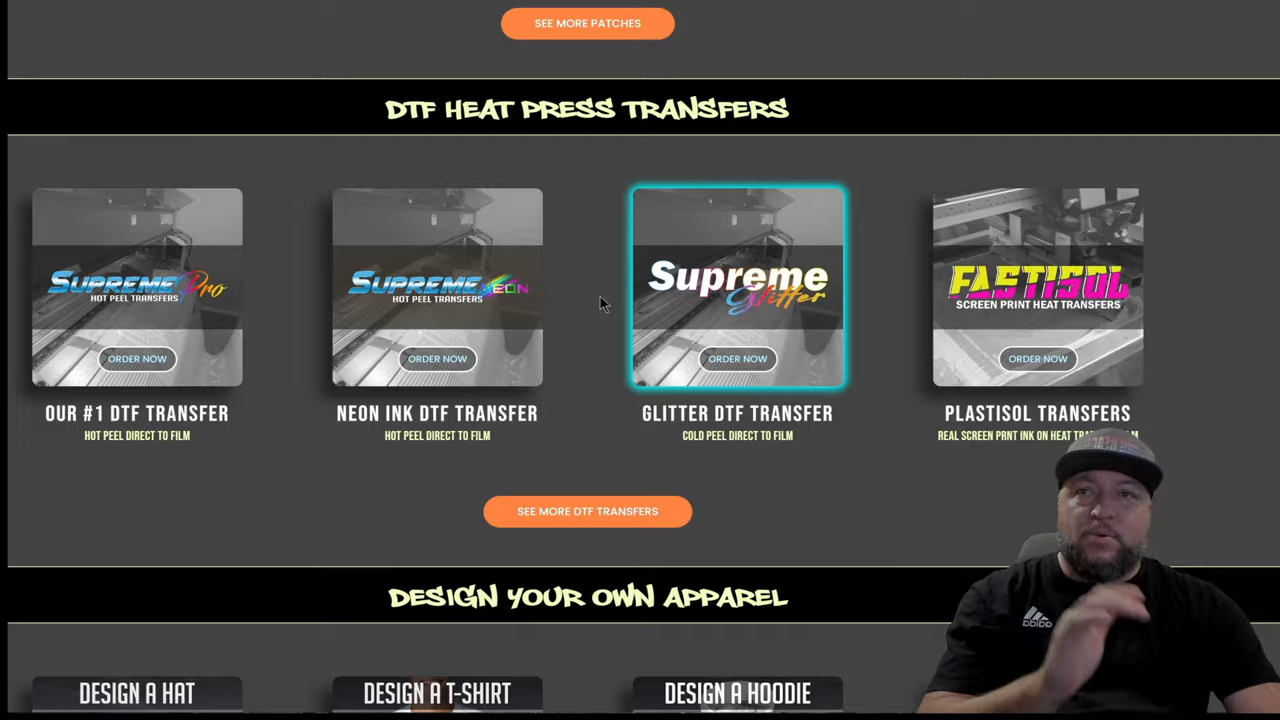 SEE MORE PATCHES
DTF HEAT PRESS TRANSFERS
SUPREME Pro
HOT PEEL TRANSFERS
ORDER NOW
OUR #1 DTF TRANSFER
HOT PEEL DIRECT TO FILM
SUPREME NEON
HOT PEEL TRANSFERS
ORDER NOW
NEON INK DTF TRANSFER
HOT PEEL DIRECT TO FILM
Supreme
Glitter
ORDER NOW
GLITTER DTF TRANSFER
COLD PEEL DIRECT TO FILM
FASTISOL
SCREEN PRINT HEAT TRANSFERS
ORDER NOW
PLASTISOL TRANSFERS
REAL SCREEN PRNT INK ON HEAT
SEE MORE DTF TRANSFERS
DESIGN YOUR OWN APPAREL
DESIGN A HAT
DESIGN A T-SHIRT
DESIGN A HOODIE
adidas